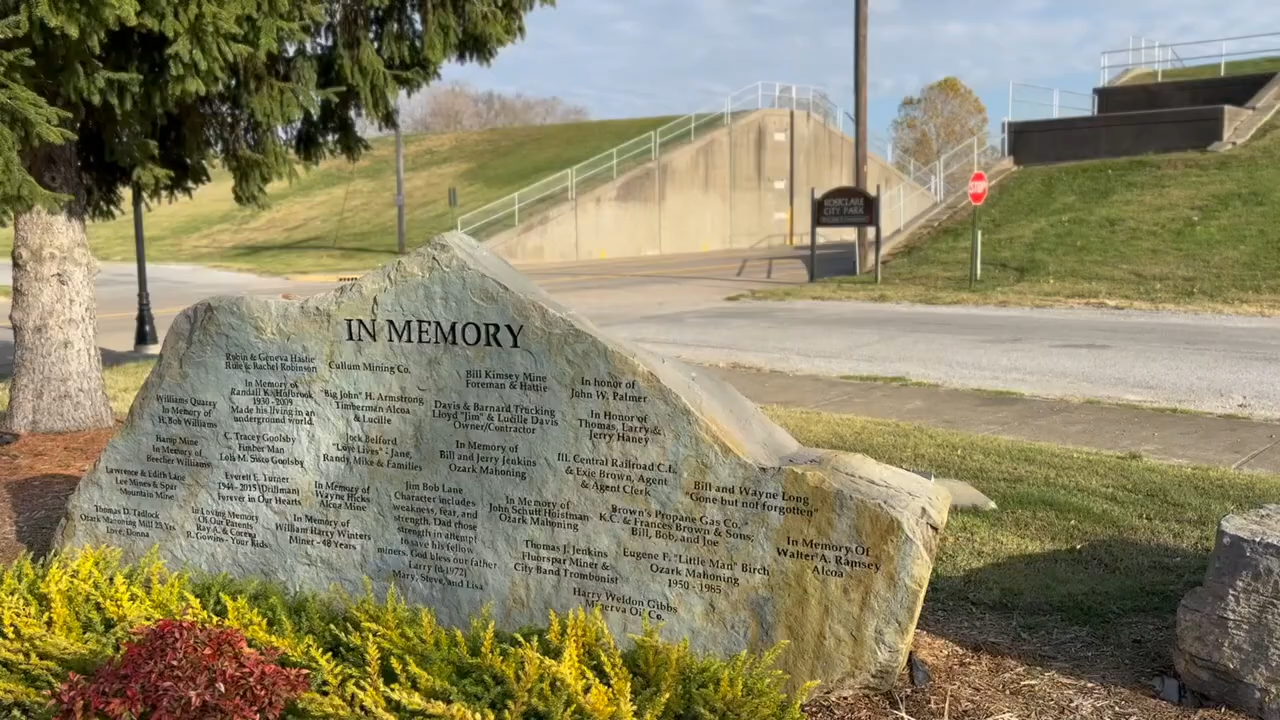 IN MEMORY
Robin & Geneva Hastie
Rule & Rachel Robinson
Cullum Mining Co.
Bill Kimsey Mine
Foreman & Hattie
In honor of
John W. Palmer
Williams Quarry
In Memory of
H. Bob Williams
In Memory of
Randall K. Holbrook
1930 - 2009
Made his living in an
underground world.
"Big John" H. Armstrong
Timberman Alcoa
& Lucille
Davis & Barnard Trucking
Lloyd "Jim" & Lucille Davis
Owner/Contractor
In Honor of
Thomas, Larry &
Jerry Haney
Hamp Mine
In Memory of
Beecher Williams
C. Tracey Goolsby
Timber Man
Lola M. Sisco Goolsby
Jock Belford
"Love Lives" - Jane,
Randy, Mike & Families
In Memory of
Bill and Jerry Jenkins
Ozark Mahoning
Ill. Central Railroad C.I.
& Exie Brown, Agent
& Agent Clerk
Bill and Wayne Long
"Gone but not forgotten"
Lawrence & Edith Lane
Lee Mines & Spar
Mountain Mine
Everett E. Turner
1944 - 2015 (Drillman)
Forever in Our Hearts
In Memory of
Wayne Hicks
Alcoa Mine
Jim Bob Lane
Character includes
weakness, fear, and
strength. Dad chose
strength in attempt
to save his fellow
miners. God bless our father
Larry (d.1972)
Mary, Steve, and Lisa
In Memory of
John Schutt Hoistman
Ozark Mahoning
Brown's Propane Gas Co.
K.C. & Frances Brown & Sons;
Bill, Bob, and Joe
In Memory Of
Walter A. Ramsey
Alcoa
Thomas D. Tadlock
Ozark Mahoning Mill 25 Yrs
Love, Donna
In Loving Memory
Of Our Parents
Ray A. & Corena
R. Gowins - Your Kids
In Memory of
William Harry Winters
Miner - 48 Years
Thomas J. Jenkins
Fluorspar Miner &
City Band Trombonist
Eugene F. "Little Man" Birch
Ozark Mahoning
1950 - 1985
Harry Weldon Gibbs
Minerva Oil Co.
ROSICLARE
CITY PARK
STOP